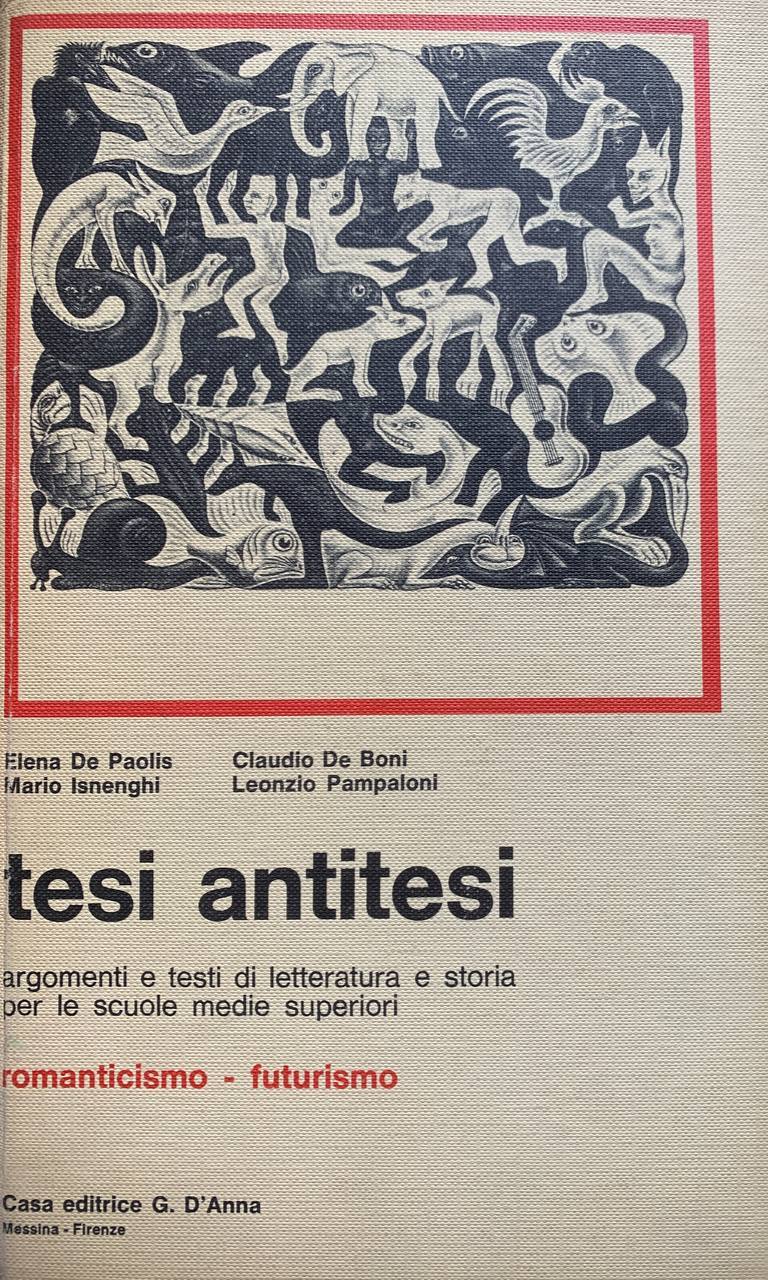 Elena De Paolis
Mario Isnenghi
Claudio De Boni
Leonzio Pampaloni
tesi antitesi
argomenti e testi di letteratura e storia
per le scuole medie superiori
romanticismo - futurismo
Casa editrice G. D'Anna
Messina - Firenze